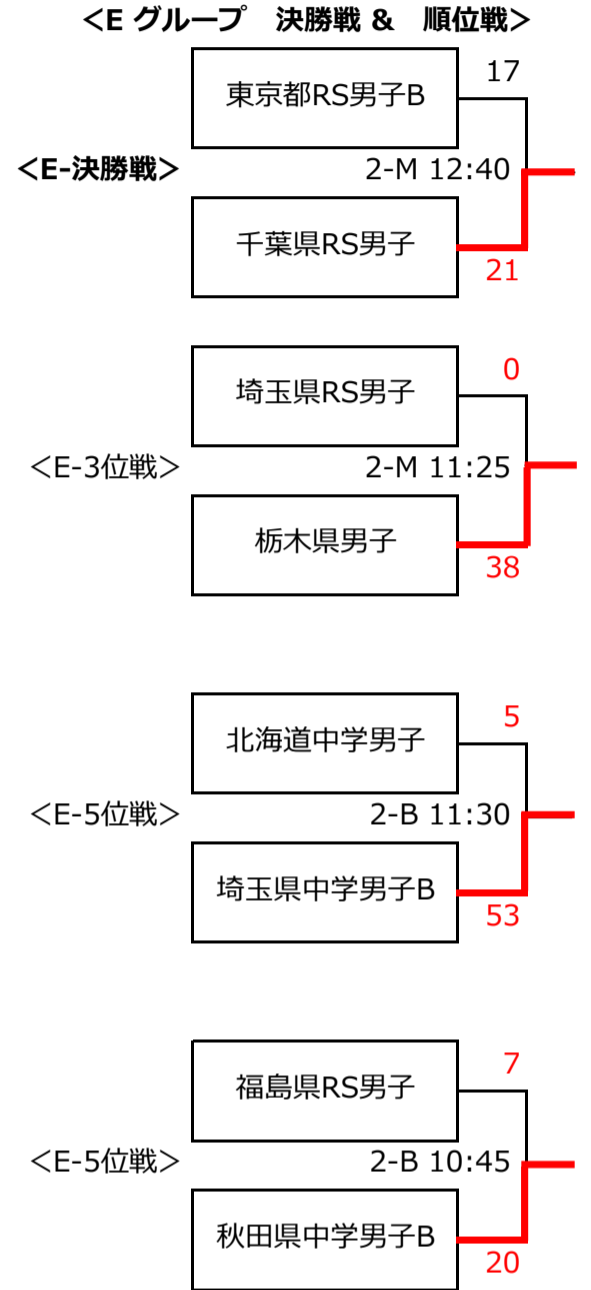 <E グループ　決勝戦 &　順位戦>
東京都RS男子B
17
<E-決勝戦>
2-M 12:40
千葉県RS男子
21
埼玉県RS男子
0
<E-3位戦>
2-M 11:25
栃木県男子
38
北海道中学男子
5
<E-5位戦>
2-B 11:30
埼玉県中学男子B
53
福島県RS男子
7
<E-5位戦>
2-B 10:45
秋田県中学男子B
20